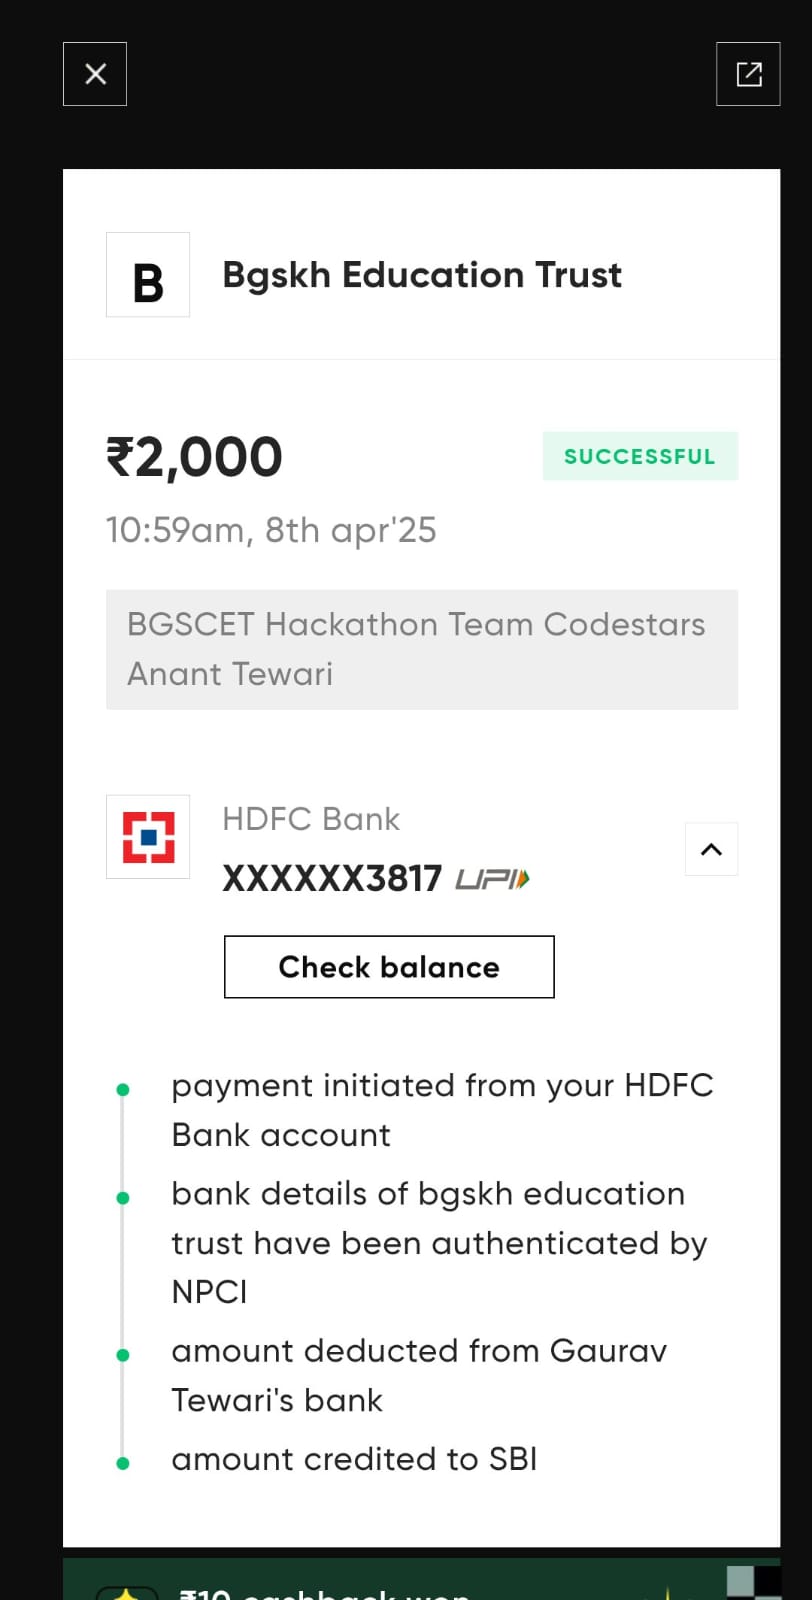 B
Bgskh Education Trust
₹2,000
SUCCESSFUL
10:59am, 8th apr'25
BGSCET Hackathon Team Codestars
Anant Tewari
HDFC Bank
XXXXXX3817 UPI
Check balance
payment initiated from your HDFC
Bank account
bank details of bgskh education
trust have been authenticated by
NPCI
amount deducted from Gaurav
Tewari's bank
amount credited to SBI
₹10 cashback won